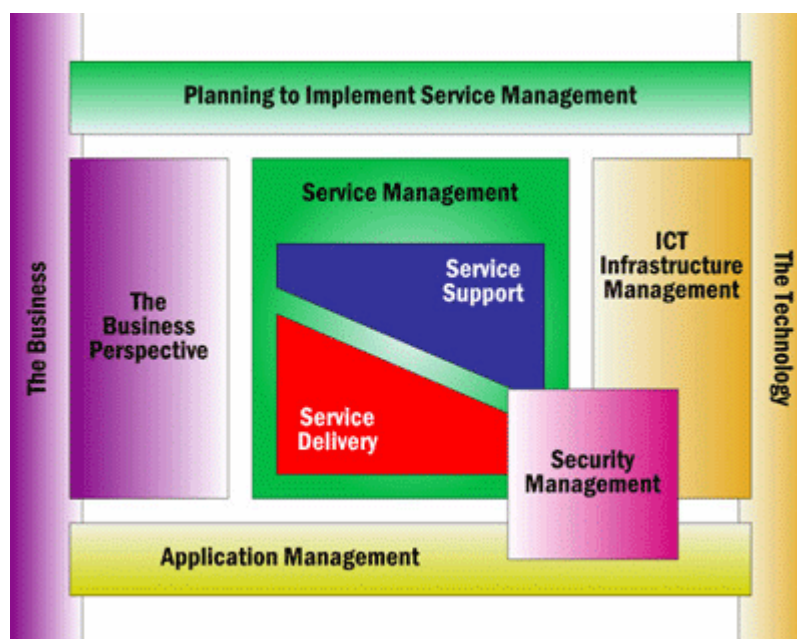 Planning to Implement Service Management
The Business
The
Business
Perspective
Service Management
Service
Support
Service
Delivery
ICT
Infrastructure
Management
The Technology
Security
Management
Application Management